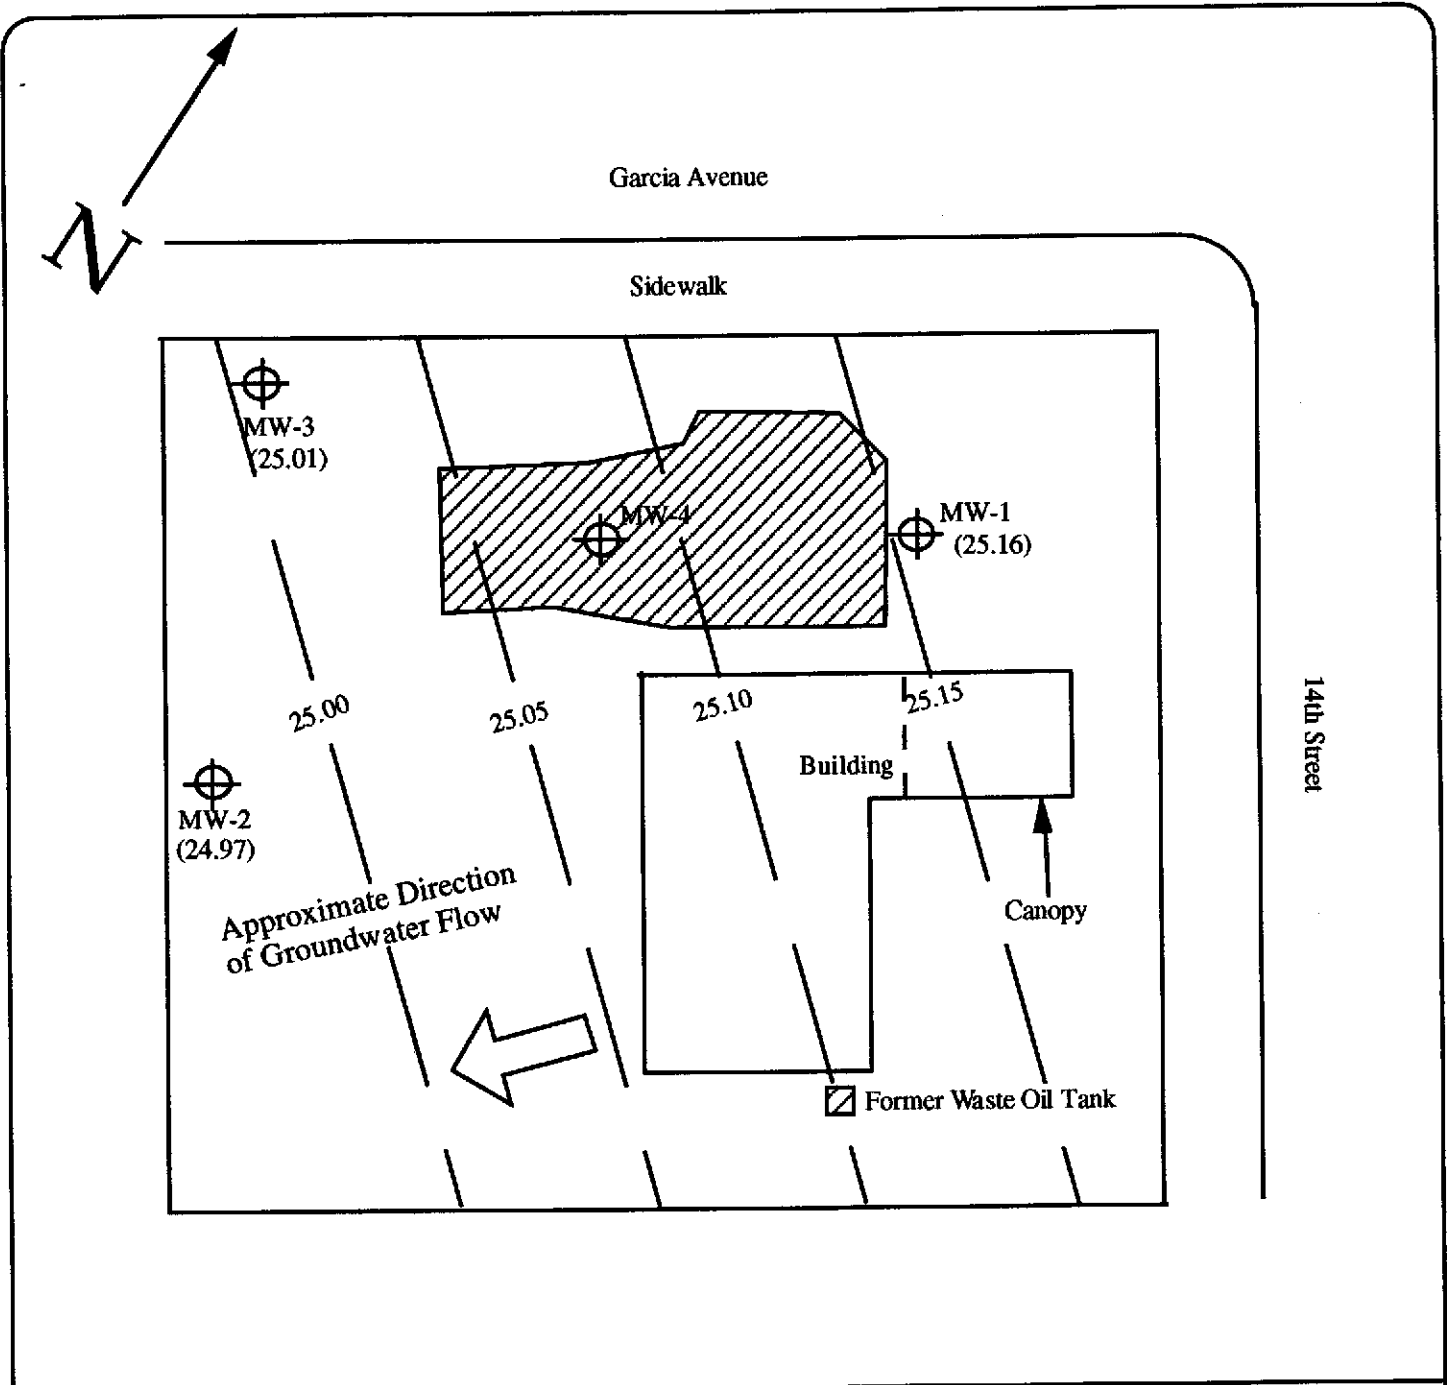 N
Garcia Avenue
Sidewalk
MW-3
(25.01)
MW-4
MW-1
(25.16)
25.00
25.05
25.10
25.15
14th Street
Building
MW-2
(24.97)
Approximate Direction
of Groundwater Flow
Canopy
Former Waste Oil Tank